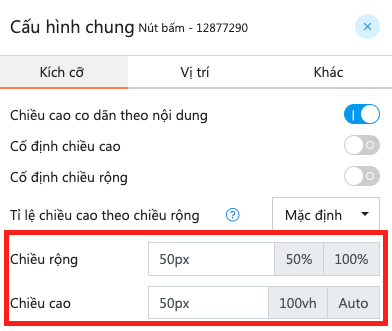 Cấu hình chung Nút bấm - 12877290
Kích cỡ Vị trí Khác
Chiều cao co dãn theo nội dung
Cố định chiều cao
Cố định chiều rộng
Tỉ lệ chiều cao theo chiều rộng ? Mặc định
Chiều rộng 50px 50% 100%
Chiều cao 50px 100vh Auto